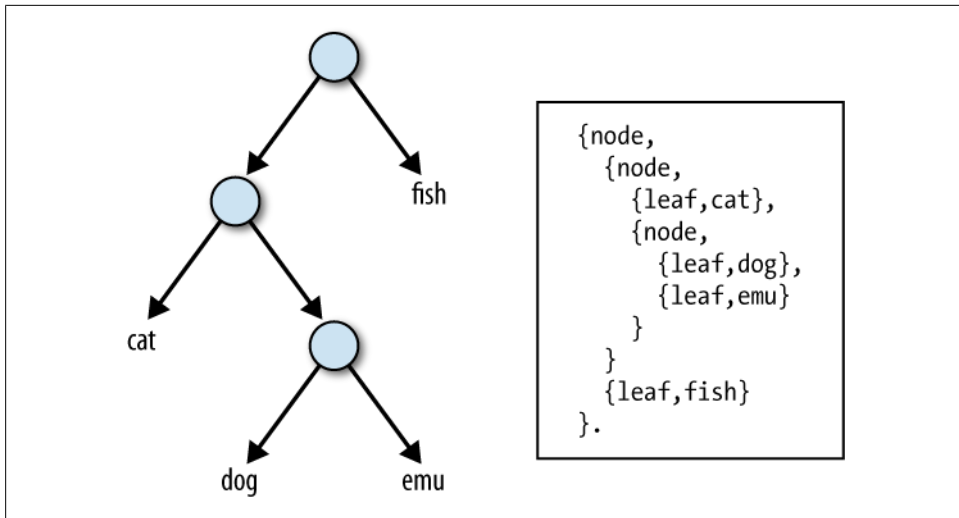 fish
cat
dog
emu
{node,
{node,
{leaf,cat},
{node,
{leaf,dog},
{leaf,emu}
}
}
{leaf,fish}
}.